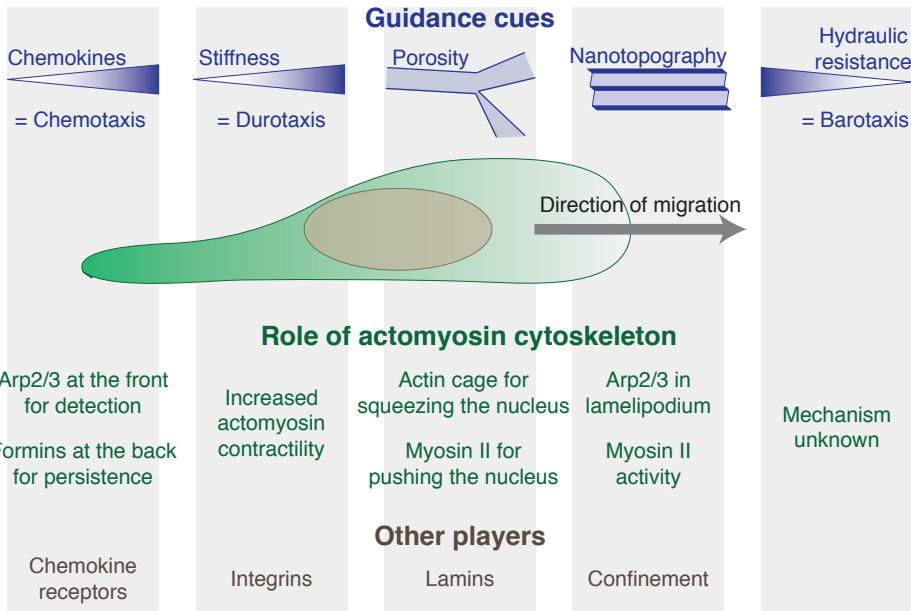 Guidance cues
Chemokines
= Chemotaxis
Stiffness
= Durotaxis
Porosity
Nanotopography
Hydraulic
resistance
= Barotaxis
Direction of migration
Role of actomyosin cytoskeleton
Arp2/3 at the front
for detection
Formins at the back
for persistence
Increased
actomyosin
contractility
Actin cage for
squeezing the nucleus
Myosin II for
pushing the nucleus
Arp2/3 in
lamelipodium
Myosin II
activity
Mechanism
unknown
Other players
Chemokine
receptors
Integrins
Lamins
Confinement